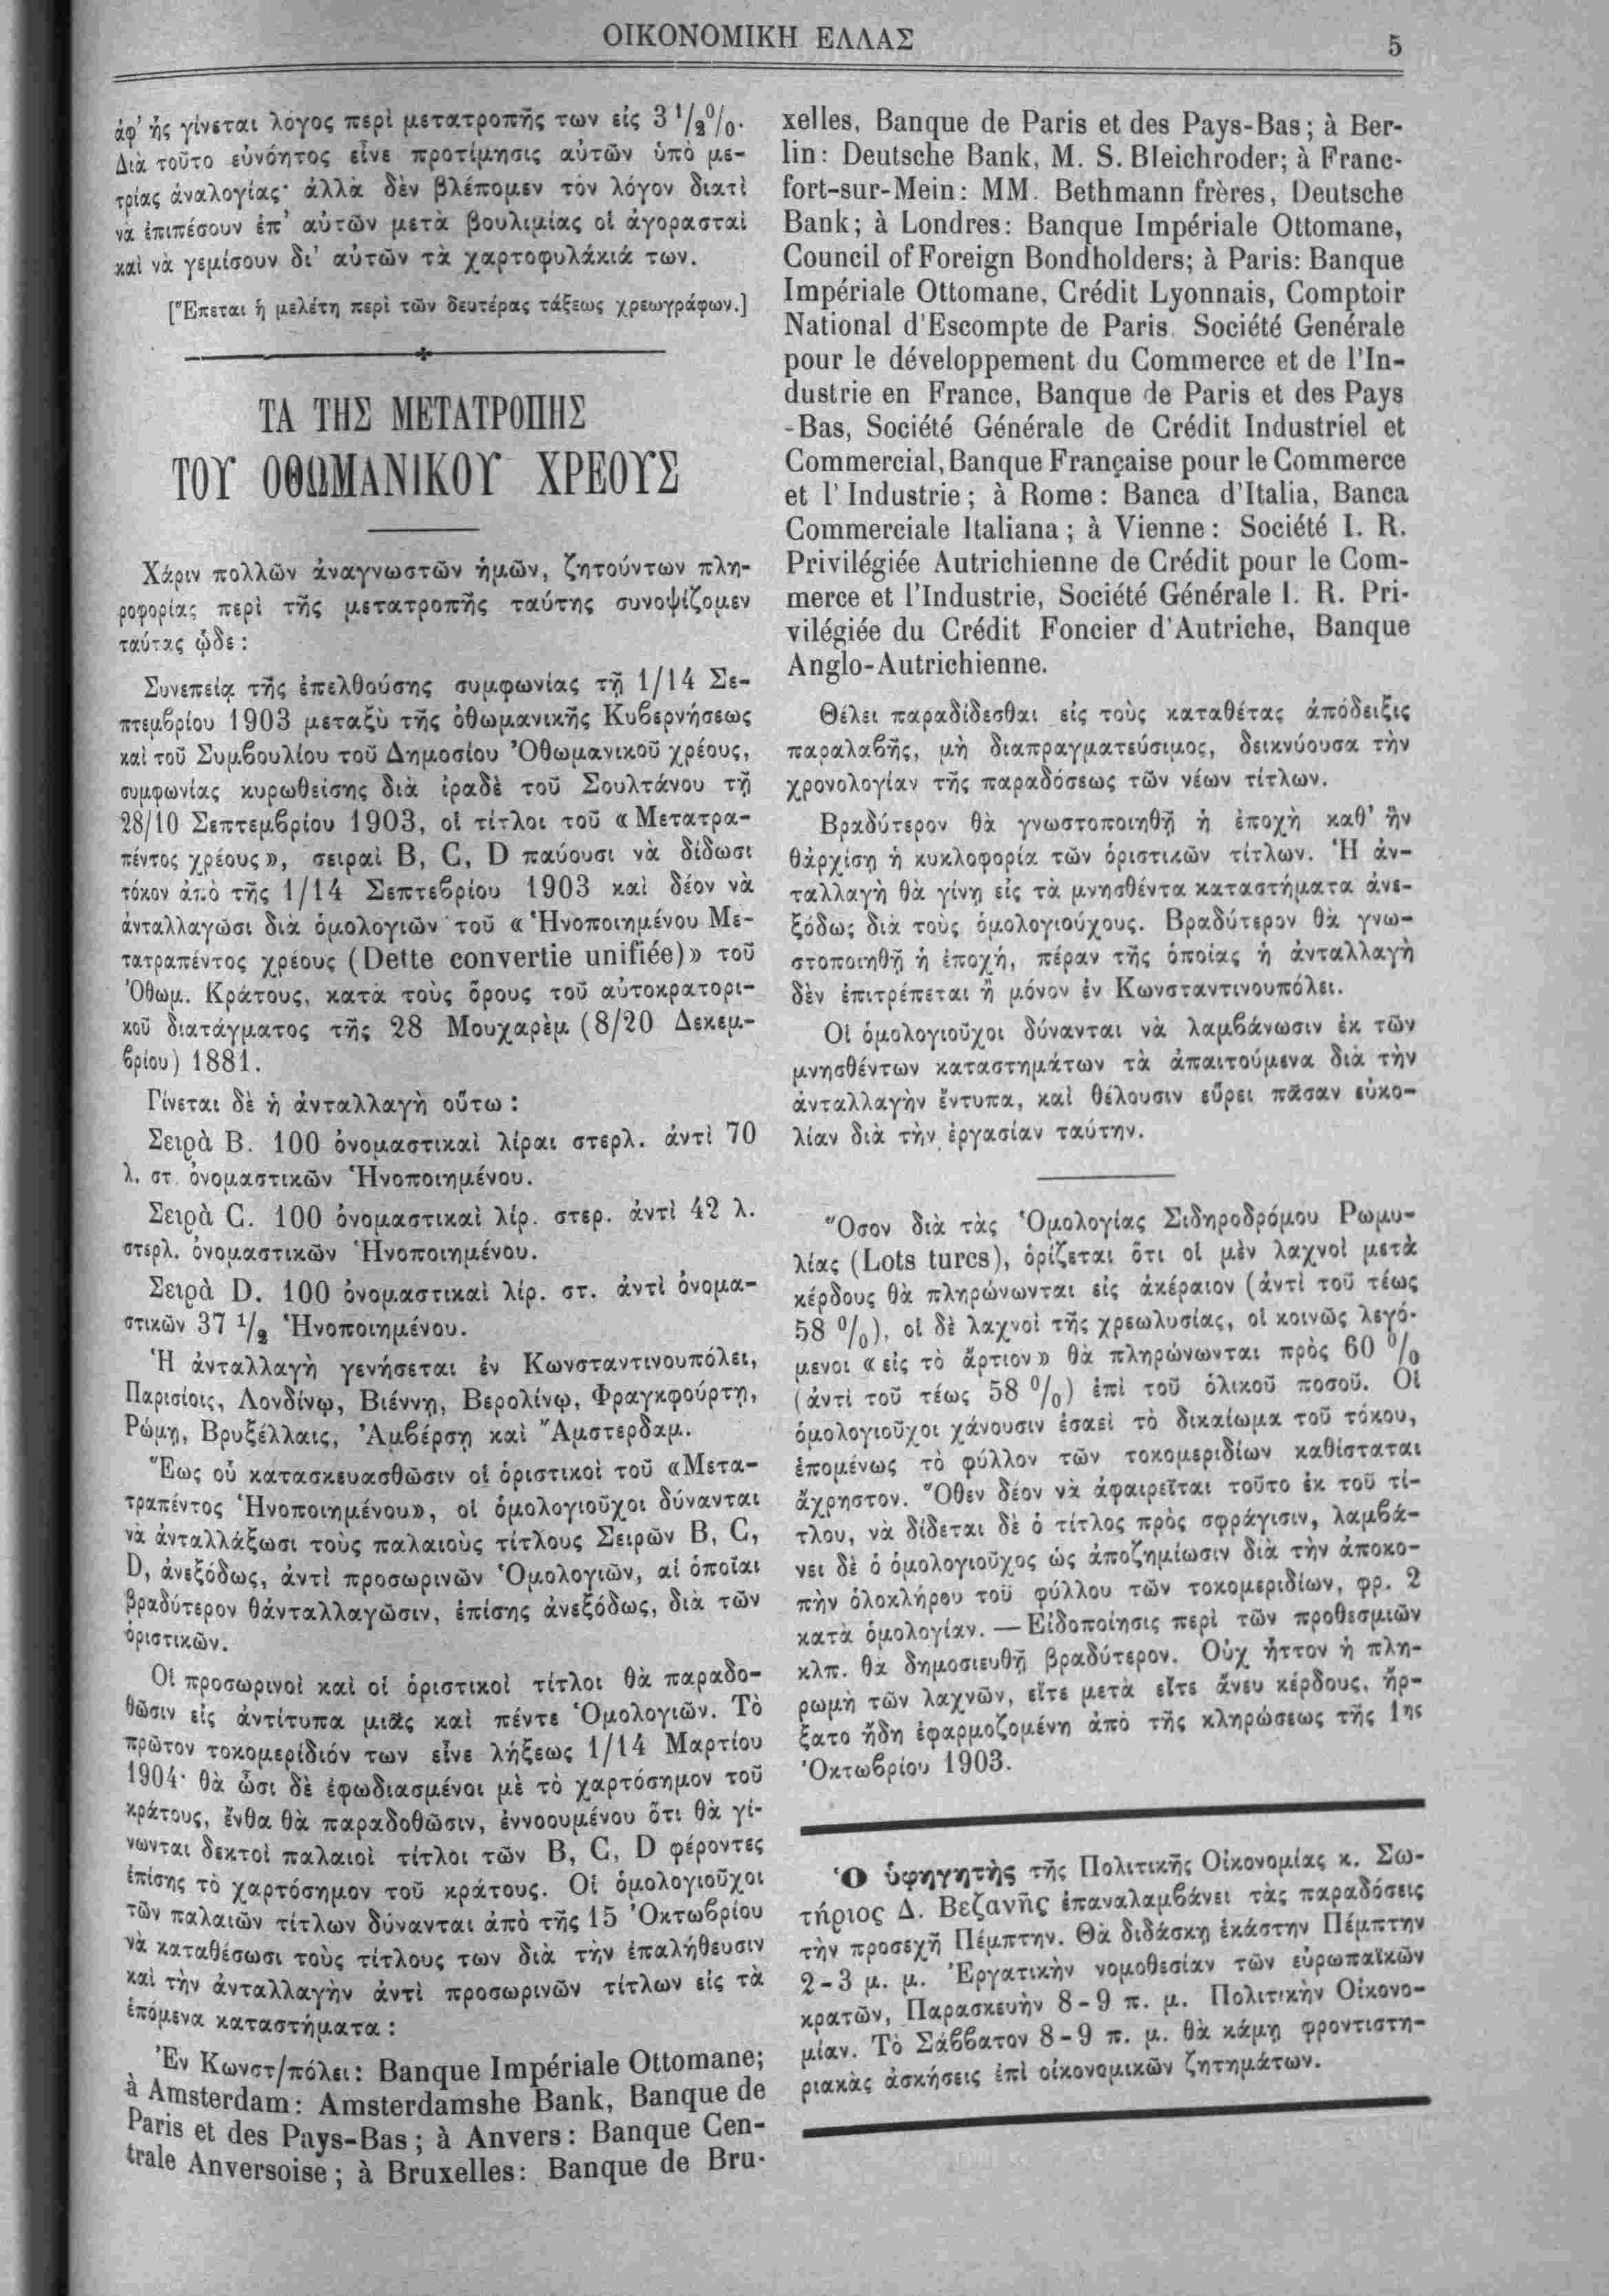 ΟΙΚΟΝΟΜΙΚΗ ΕΛΛΑΣ
5
ἀφ' ἧς γίνεται λόγος περὶ μετατροπῆς των εἰς 3 1/2 0/0.
Διὰ τοῦτο εὐνόητος εἶνε προτίμησις αὐτῶν ὑπὸ με-
τρίας ἀναλογίας· ἀλλὰ δὲν βλέπομεν τὸν λόγον διατὶ
νὰ ἐπιπέσουν ἐπ' αὐτῶν μετὰ βουλιμίας οἱ ἀγορασταὶ
καὶ νὰ γεμίσουν δι' αὐτῶν τὰ χαρτοφυλάκιά των.
[Ἕπεται ἡ μελέτη περὶ τῶν δευτέρας τάξεως χρεωγράφων.]
ΤΑ ΤΗΣ ΜΕΤΑΤΡΟΠΗΣ
ΤΟΥ ΟΘΩΜΑΝΙΚΟΥ ΧΡΕΟΥΣ
Χάριν πολλῶν ἀναγνωστῶν ἡμῶν, ζητούντων πλη-
ροφορίας περὶ τῆς μετατροπῆς ταύτης συνοψίζομεν
ταύτας ᾧδε :
Συνεπείᾳ τῆς ἐπελθούσης συμφωνίας τῇ 1/14 Σε-
πτεμβρίου 1903 μεταξὺ τῆς ὀθωμανικῆς Κυβερνήσεως
καὶ τοῦ Συμβουλίου τοῦ Δημοσίου Ὀθωμανικοῦ χρέους,
συμφωνίας κυρωθείσης διὰ ἰραδὲ τοῦ Σουλτάνου τῇ
28/10 Σεπτεμβρίου 1903, οἱ τίτλοι τοῦ « Μετατρα-
πέντος χρέους », σειραὶ B, C, D παύουσι νὰ δίδωσι
τόκον ἀπὸ τῆς 1/14 Σεπτεβρίου 1903 καὶ δέον νὰ
ἀνταλλαγῶσι διὰ ὁμολογιῶν τοῦ « Ἡνοποιημένου Με-
τατραπέντος χρέους (Dette convertie unifiée)» τοῦ
Ὀθωμ. Κράτους, κατὰ τοὺς ὅρους τοῦ αὐτοκρατορι-
κοῦ διατάγματος τῆς 28 Μουχαρὲμ (8/20 Δεκεμ-
βρίου) 1881.
Γίνεται δὲ ἡ ἀνταλλαγὴ οὕτω :
Σειρὰ B. 100 ὀνομαστικαὶ λίραι στερλ. ἀντὶ 70
λ. στ. ὀνομαστικῶν Ἡνοποιημένου.
Σειρὰ C. 100 ὀνομαστικαὶ λίρ. στερ. ἀντὶ 42 λ.
στερλ. ὀνομαστικῶν Ἡνοποιημένου.
Σειρὰ D. 100 ὀνομαστικαὶ λίρ. στ. ἀντὶ ὀνομα-
στικῶν 37 1/2 Ἡνοποιημένου.
Ἡ ἀνταλλαγὴ γενήσεται ἐν Κωνσταντινουπόλει,
Παρισίοις, Λονδίνῳ, Βιέννῃ, Βερολίνῳ, Φραγκφούρτῃ,
Ῥώμῃ, Βρυξέλλαις, Ἀμβέρσῃ καὶ Ἄμστερδαμ.
Ἕως οὗ κατασκευασθῶσιν οἱ ὁριστικοὶ τοῦ «Μετα-
τραπέντος Ἡνοποιημένου», οἱ ὁμολογιοῦχοι δύνανται
νὰ ἀνταλλάξωσι τοὺς παλαιοὺς τίτλους Σειρῶν B, C,
D, ἀνεξόδως, ἀντὶ προσωρινῶν Ὁμολογιῶν, αἱ ὁποῖαι
βραδύτερον θἀνταλλαγῶσιν, ἐπίσης ἀνεξόδως, διὰ τῶν
ὁριστικῶν.
Οἱ προσωρινοὶ καὶ οἱ ὁριστικοὶ τίτλοι θὰ παραδο-
θῶσιν εἰς ἀντίτυπα μιᾶς καὶ πέντε Ὁμολογιῶν. Τὸ
πρῶτον τοκομερίδιόν των εἶνε λήξεως 1/14 Μαρτίου
1904· θὰ ὦσι δὲ ἐφωδιασμένοι μὲ τὸ χαρτόσημον τοῦ
κράτους, ἔνθα θὰ παραδοθῶσιν, ἐννοουμένου ὅτι θὰ γί-
νωνται δεκτοὶ παλαιοὶ τίτλοι τῶν B, C, D φέροντες
ἐπίσης τὸ χαρτόσημον τοῦ κράτους. Οἱ ὁμολογιοῦχοι
τῶν παλαιῶν τίτλων δύνανται ἀπὸ τῆς 15 Ὀκτωβρίου
νὰ καταθέσωσι τοὺς τίτλους των διὰ τὴν ἐπαλήθευσιν
καὶ τὴν ἀνταλλαγὴν ἀντὶ προσωρινῶν τίτλων εἰς τὰ
ἑπόμενα καταστήματα :
Ἐν Κωνστ/πόλει : Banque Impériale Ottomane;
à Amsterdam: Amsterdamshe Bank, Banque de
Paris et des Pays-Bas ; à Anvers : Banque Cen-
trale Anversoise ; à Bruxelles: Banque de Bru-
xelles, Banque de Paris et des Pays-Bas ; à Ber-
lin : Deutsche Bank, M. S. Bleichroder; à Franc-
fort-sur-Mein : MM. Bethmann frères, Deutsche
Bank ; à Londres: Banque Impériale Ottomane,
Council of Foreign Bondholders; à Paris: Banque
Impériale Ottomane, Crédit Lyonnais, Comptoir
National d'Escompte de Paris. Société Genérale
pour le développement du Commerce et de l'In-
dustrie en France, Banque de Paris et des Pays
-Bas, Société Générale de Crédit Industriel et
Commercial, Banque Française pour le Commerce
et l' Industrie ; à Rome : Banca d'Italia, Banca
Commerciale Italiana ; à Vienne : Société I. R.
Privilégiée Autrichienne de Crédit pour le Com-
merce et l'Industrie, Société Générale I. R. Pri-
vilégiée du Crédit Foncier d'Autriche, Banque
Anglo-Autrichienne.
Θέλει παραδίδεσθαι εἰς τοὺς καταθέτας ἀπόδειξις
παραλαβῆς, μὴ διαπραγματεύσιμος, δεικνύουσα τὴν
χρονολογίαν τῆς παραδόσεως τῶν νέων τίτλων.
Βραδύτερον θὰ γνωστοποιηθῇ ἡ ἐποχὴ καθ' ἣν
θἀρχίσῃ ἡ κυκλοφορία τῶν ὁριστικῶν τίτλων. Ἡ ἀν-
ταλλαγὴ θὰ γίνῃ εἰς τὰ μνησθέντα καταστήματα ἀνε-
ξόδως διὰ τοὺς ὁμολογιούχους. Βραδύτερον θὰ γνω-
στοποιηθῇ ἡ ἐποχή, πέραν τῆς ὁποίας ἡ ἀνταλλαγὴ
δὲν ἐπιτρέπεται ἢ μόνον ἐν Κωνσταντινουπόλει.
Οἱ ὁμολογιοῦχοι δύνανται νὰ λαμβάνωσιν ἐκ τῶν
μνησθέντων καταστημάτων τὰ ἀπαιτούμενα διὰ τὴν
ἀνταλλαγὴν ἔντυπα, καὶ θέλουσιν εὕρει πᾶσαν εὐκο-
λίαν διὰ τὴν ἐργασίαν ταύτην.
Ὅσον διὰ τὰς Ὁμολογίας Σιδηροδρόμου Ρωμυ-
λίας (Lots turcs), ὁρίζεται ὅτι οἱ μὲν λαχνοὶ μετὰ
κέρδους θὰ πληρώνωνται εἰς ἀκέραιον (ἀντὶ τοῦ τέως
58 0/0), οἱ δὲ λαχνοὶ τῆς χρεωλυσίας, οἱ κοινῶς λεγό-
μενοι « εἰς τὸ ἄρτιον » θὰ πληρώνωνται πρὸς 60 0/0
(ἀντὶ τοῦ τέως 58 0/0) ἐπὶ τοῦ ὁλικοῦ ποσοῦ. Οἱ
ὁμολογιοῦχοι χάνουσιν ἐσαεὶ τὸ δικαίωμα τοῦ τόκου,
ἑπομένως τὸ φύλλον τῶν τοκομεριδίων καθίσταται
ἄχρηστον. Ὅθεν δέον νὰ ἀφαιρεῖται τοῦτο ἐκ τοῦ τί-
τλου, νὰ δίδεται δὲ ὁ τίτλος πρὸς σφράγισιν, λαμβά-
νει δὲ ὁ ὁμολογιοῦχος ὡς ἀποζημίωσιν διὰ τὴν ἀποκο-
πὴν ὁλοκλήρου τοῦ φύλλου τῶν τοκομεριδίων, φρ. 2
κατὰ ὁμολογίαν. — Εἰδοποίησις περὶ τῶν προθεσμιῶν
κλπ. θὰ δημοσιευθῇ βραδύτερον. Οὐχ ἧττον ἡ πλη-
ρωμὴ τῶν λαχνῶν, εἴτε μετὰ εἴτε ἄνευ κέρδους, ἤρ-
ξατο ἤδη ἐφαρμοζομένη ἀπὸ τῆς κληρώσεως τῆς 1ης
Ὀκτωβρίου 1903.
Ὁ ὑφηγητὴς τῆς Πολιτικῆς Οἰκονομίας κ. Σω-
τήριος Δ. Βεζανῆς ἐπαναλαμβάνει τὰς παραδόσεις
τὴν προσεχῆ Πέμπτην. Θὰ διδάσκῃ ἑκάστην Πέμπτην
2-3 μ. μ. Ἐργατικὴν νομοθεσίαν τῶν εὐρωπαϊκῶν
κρατῶν, Παρασκευὴν 8-9 π. μ. Πολιτικὴν Οἰκονο-
μίαν. Τὸ Σάββατον 8-9 π. μ. θὰ κάμῃ φροντιστη-
ριακὰς ἀσκήσεις ἐπὶ οἰκονομικῶν ζητημάτων.